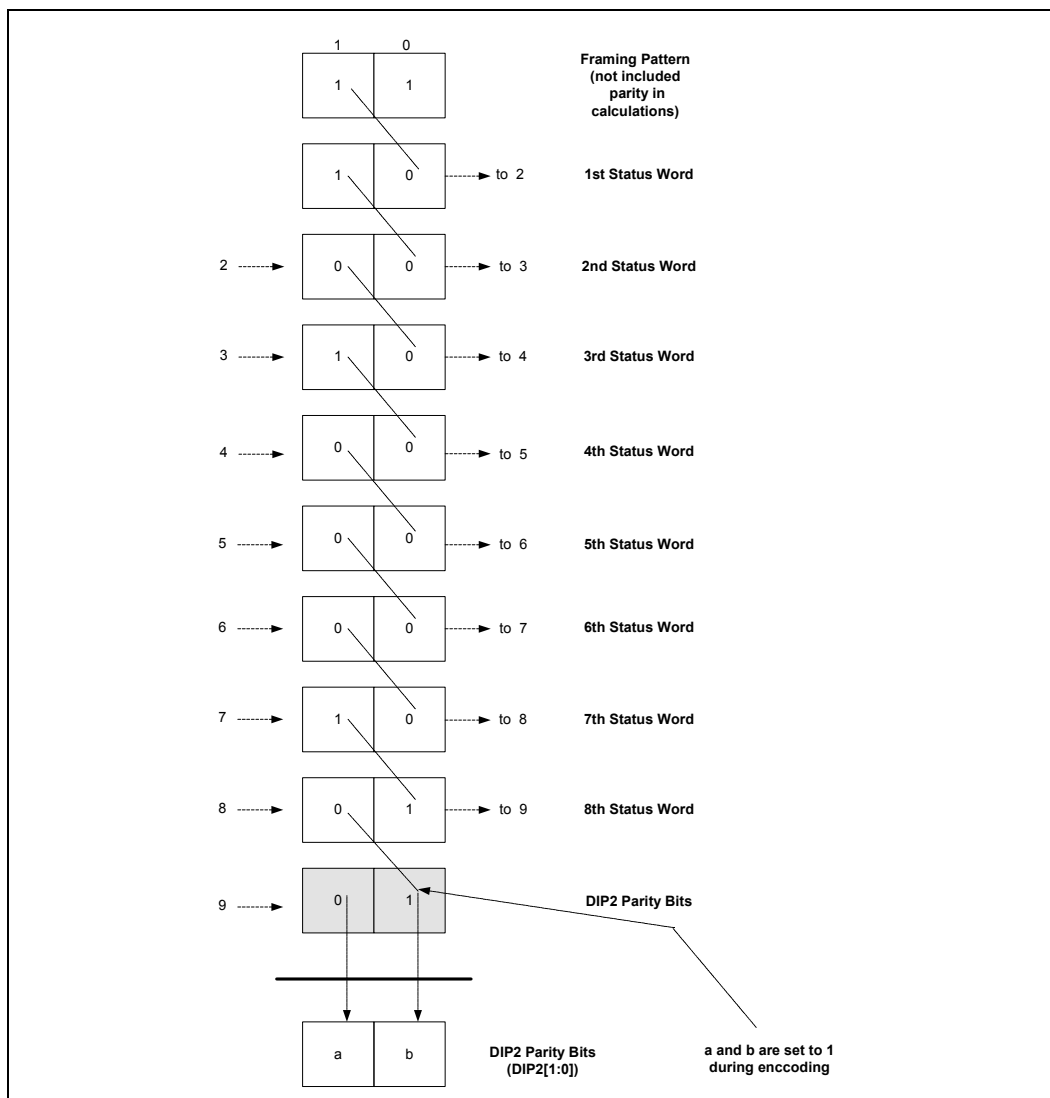 1 0
Framing Pattern
(not included
parity in
calculations)
1 1
1 0 to 2 1st Status Word
2 0 0 to 3 2nd Status Word
3 1 0 to 4 3rd Status Word
4 0 0 to 5 4th Status Word
5 0 0 to 6 5th Status Word
6 0 0 to 7 6th Status Word
7 1 0 to 8 7th Status Word
8 0 1 to 9 8th Status Word
9 0 1 DIP2 Parity Bits
a b
DIP2 Parity Bits
(DIP2[1:0])
a and b are set to 1
during enccoding